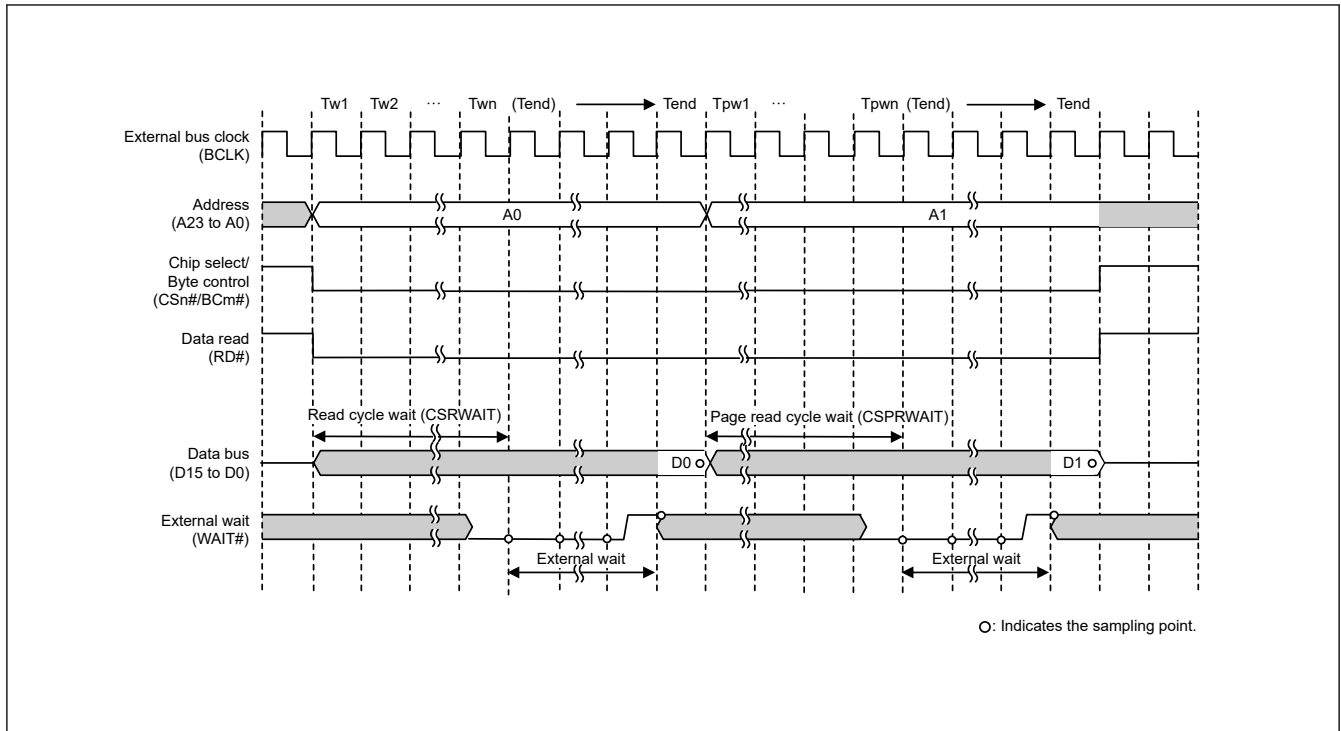 Tw1 Tw2 ... Twn (Tend) Tend Tpw1 ... Tpwn (Tend) Tend
External bus clock
(BCLK)
Address
(A23 to A0)
A0 A1
Chip select/
Byte control
(CSn#/BCm#)
Data read
(RD#)
Read cycle wait (CSRWAIT) Page read cycle wait (CSPRWAIT)
Data bus
(D15 to D0)
D0 D1
External wait
(WAIT#)
External wait External wait
: Indicates the sampling point.